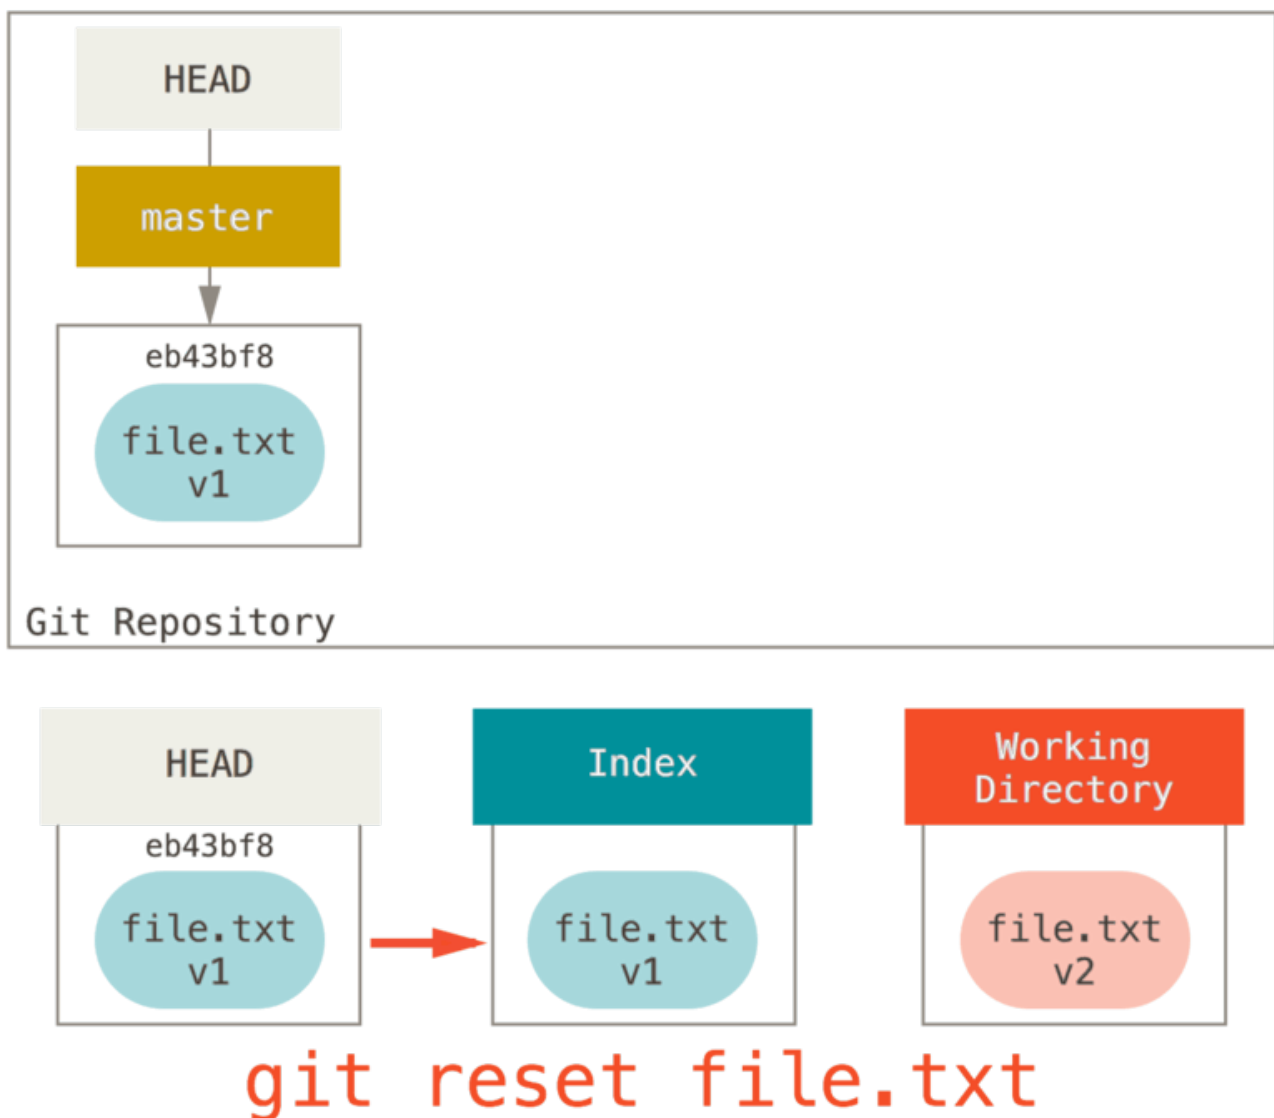 HEAD
master
eb43bf8
file.txt
v1
Git Repository
HEAD
eb43bf8
file.txt
v1
Index
file.txt
v1
Working
Directory
file.txt
v2
git reset file.txt